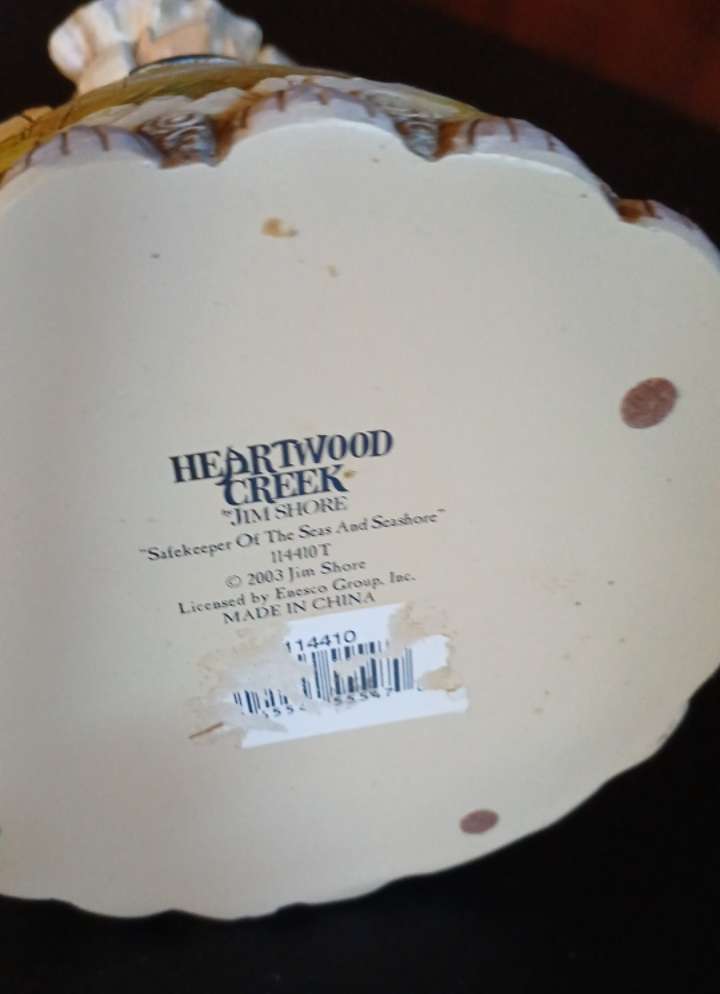 HEARTWOOD
CREEK
by JIM SHORE
"Safekeeper Of The Seas And Seashore"
114410T
© 2003 Jim Shore
Licensed by Enesco Group, Inc.
MADE IN CHINA
114410